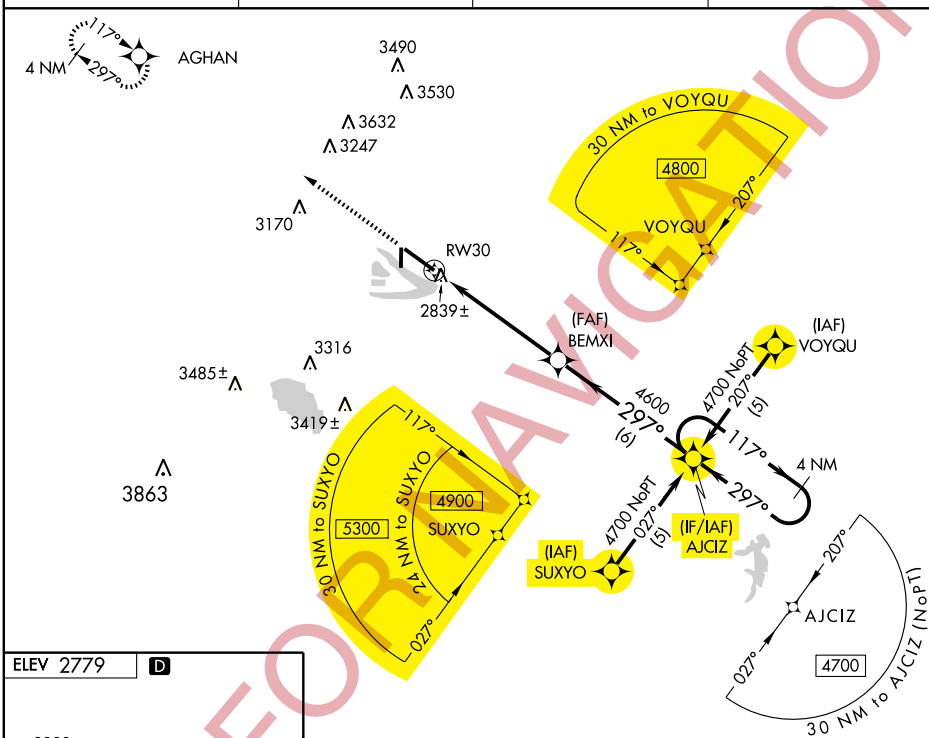 117°
297°
4 NM
AGHAN
3490
3530
3632
3247
3170
RW30
2839±
30 NM to VOYQU
4800
207°
VOYQU
117°
(FAF)
BEMXI
(IAF)
VOYQU
3316
3485±
3419±
3863
4600
297°
(6)
4700 NoPT
207°
(5)
117°
4 NM
297°
117°
30 NM to SUXYO
5300
24 NM to SUXYO
4900
SUXYO
027°
4700 NoPT
027°
(5)
(IF/IAF)
AJCIZ
(IAF)
SUXYO
207°
AJCIZ
027°
4700
30 NM to AJCIZ (NoPT)
ELEV 2779
D
FOR NAVIGATION